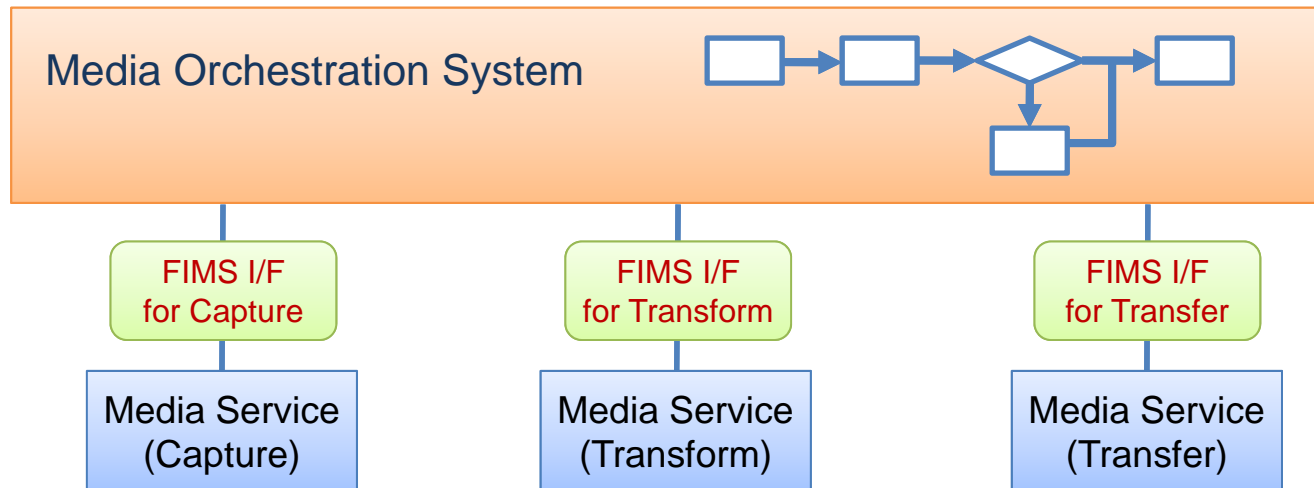 Media Orchestration System
FIMS I/F
for Capture
FIMS I/F
for Transform
FIMS I/F
for Transfer
Media Service
(Capture)
Media Service
(Transform)
Media Service
(Transfer)